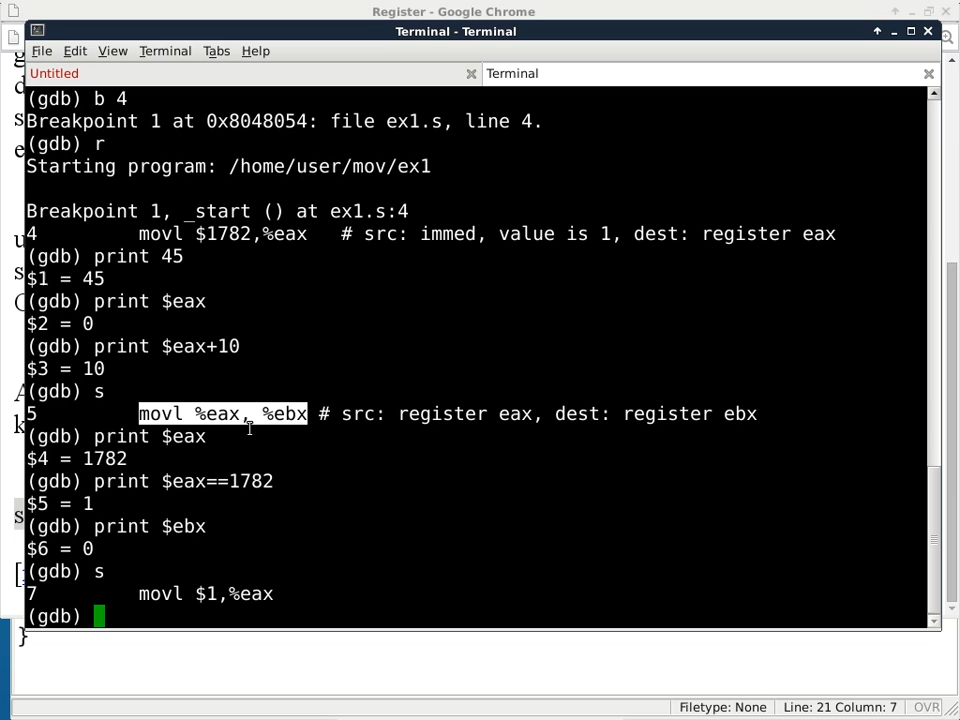 Register - Google Chrome
Terminal - Terminal
File Edit View Terminal Tabs Help
Untitled Terminal
(gdb) b 4
Breakpoint 1 at 0x8048054: file ex1.s, line 4.
(gdb) r
Starting program: /home/user/mov/ex1
Breakpoint 1, _start () at ex1.s:4
4 movl $1782,%eax # src: immed, value is 1, dest: register eax
(gdb) print 45
$1 = 45
(gdb) print $eax
$2 = 0
(gdb) print $eax+10
$3 = 10
(gdb) s
5 movl %eax, %ebx # src: register eax, dest: register ebx
(gdb) print $eax
$4 = 1782
(gdb) print $eax==1782
$5 = 1
(gdb) print $ebx
$6 = 0
(gdb) s
7 movl $1,%eax
(gdb)
}
Filetype: None Line: 21 Column: 7 OVR